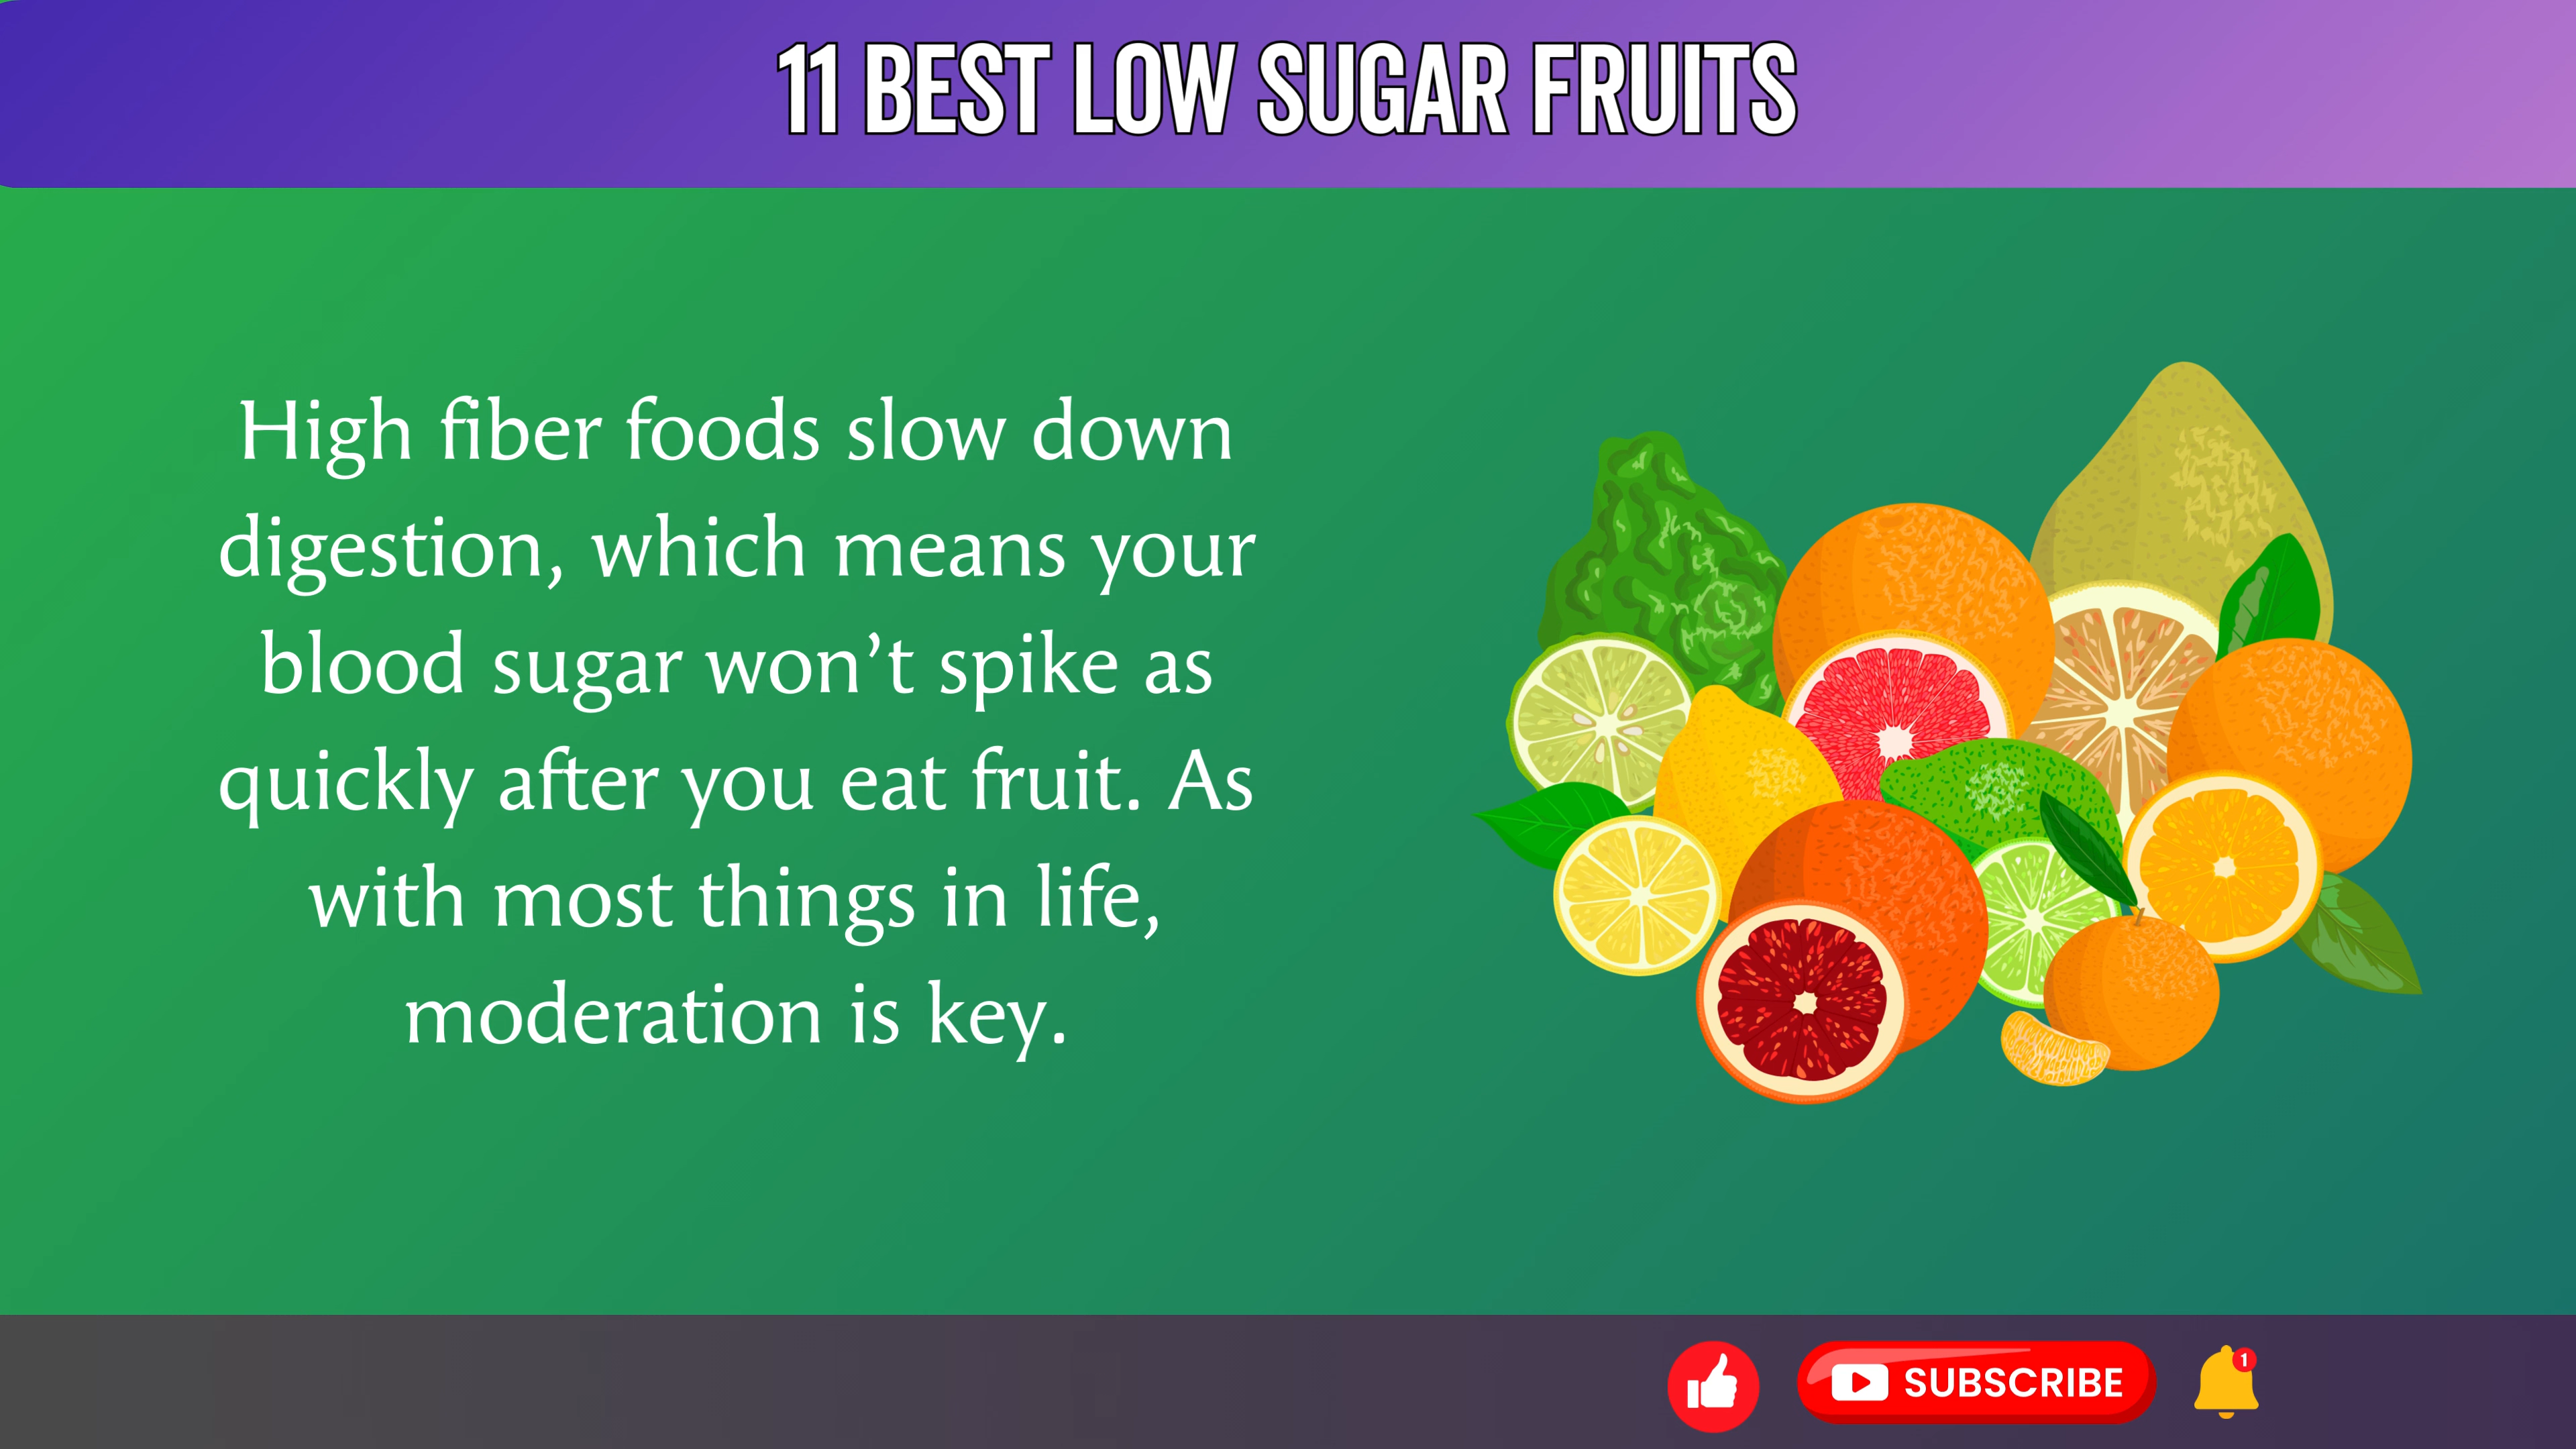 11 BEST LOW SUGAR FRUITS
High fiber foods slow down
digestion, which means your
blood sugar won’t spike as
quickly after you eat fruit. As
with most things in life,
moderation is key.
SUBSCRIBE
1